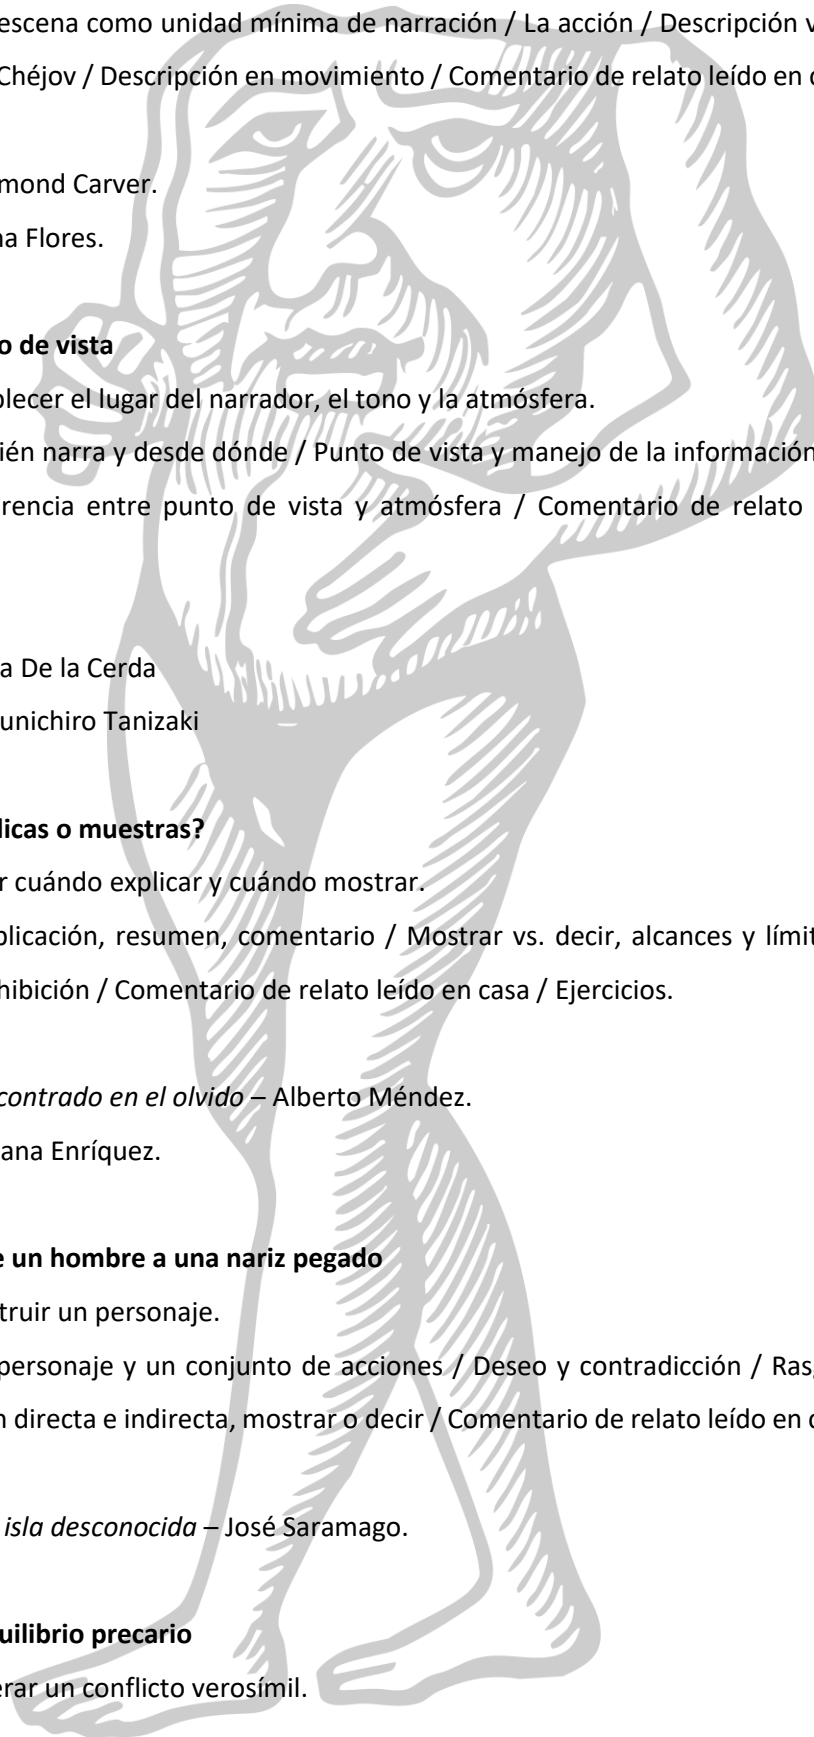 escena como unidad mínima de narración / La acción / Descripción v
Chéjov / Descripción en movimiento / Comentario de relato leído en
mond Carver.
na Flores.
o de vista
blecer el lugar del narrador, el tono y la atmósfera.
ién narra y desde dónde / Punto de vista y manejo de la información
rencia entre punto de vista y atmósfera / Comentario de relato
a De la Cerda
unichiro Tanizaki
licas o muestras?
r cuándo explicar y cuándo mostrar.
plicación, resumen, comentario / Mostrar vs. decir, alcances y límit
hibición / Comentario de relato leído en casa / Ejercicios.
contrado en el olvido – Alberto Méndez.
ana Enríquez.
e un hombre a una nariz pegado
truir un personaje.
personaje y un conjunto de acciones / Deseo y contradicción / Ras
n directa e indirecta, mostrar o decir / Comentario de relato leído en
isla desconocida – José Saramago.
uilibrio precario
erar un conflicto verosímil.